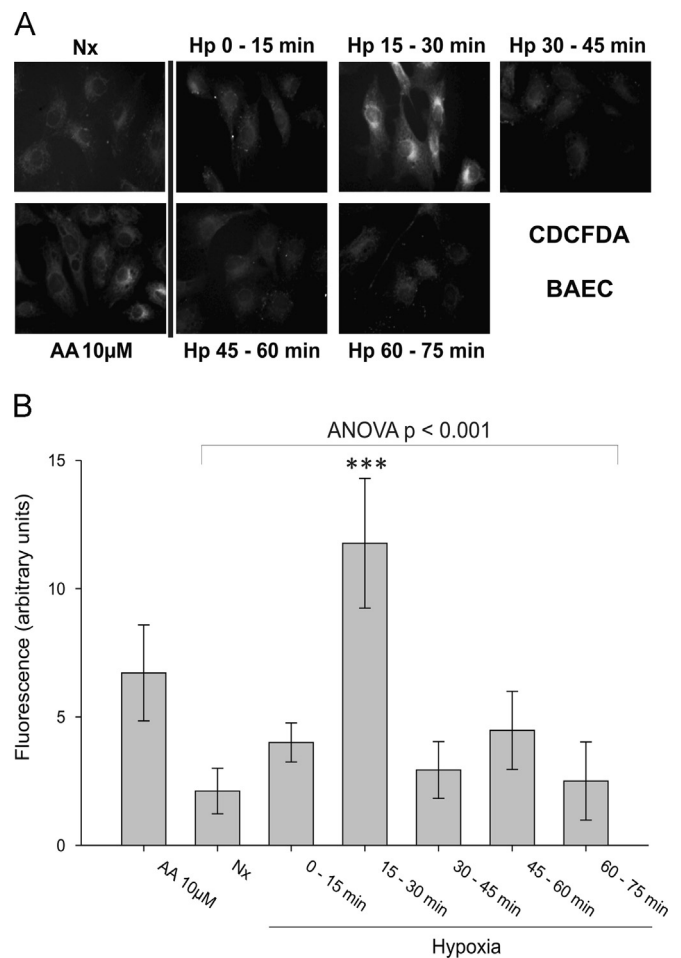 A
Nx
Hp 0 - 15 min
Hp 15 - 30 min
Hp 30 - 45 min
CDCFDA
BAEC
AA 10µM
Hp 45 - 60 min
Hp 60 - 75 min
B
ANOVA p < 0.001
***
Fluorescence (arbitrary units)
15
10
5
0
AA 10µM
Nx
0 - 15 min
15 - 30 min
30 - 45 min
45 - 60 min
60 - 75 min
Hypoxia